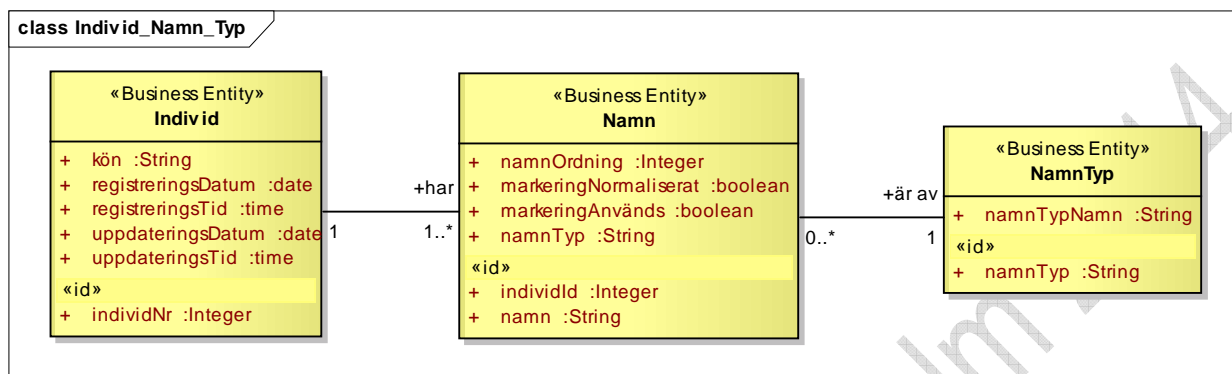 class Individ_Namn_Typ
«Business Entity»
Individ
+ kön :String
+ registreringsDatum :date
+ registreringsTid :time
+ uppdateringsDatum :date
+ uppdateringsTid :time
«id»
+ individNr :Integer
1
+har
1..*
«Business Entity»
Namn
+ namnOrdning :Integer
+ markeringNormaliserat :boolean
+ markeringAnvänds :boolean
+ namnTyp :String
«id»
+ individId :Integer
+ namn :String
0..*
+är av
1
«Business Entity»
NamnTyp
+ namnTypNamn :String
«id»
+ namnTyp :String